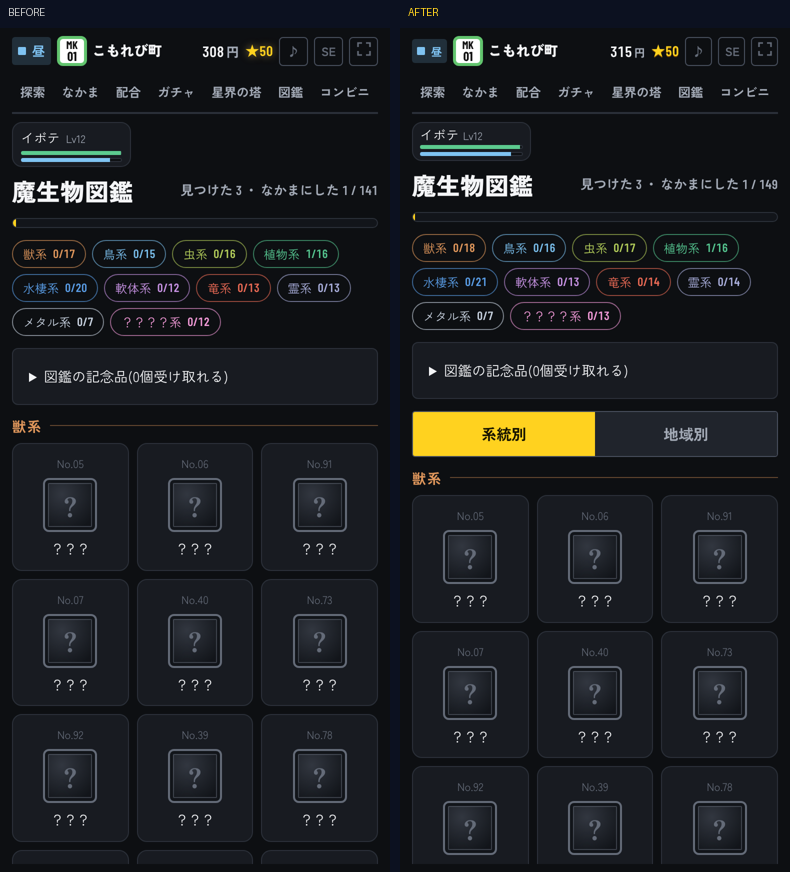 BEFORE
昼 MK 01 こもれび町 308円 ★50 ♪ SE
探索 なかま 配合 ガチャ 星界の塔 図鑑 コンビニ
イボテ Lv12
魔生物図鑑 見つけた 3 ・ なかまにした 1 / 141
獣系 0/17 鳥系 0/15 虫系 0/16 植物系 1/16
水棲系 0/20 軟体系 0/12 竜系 0/13 霊系 0/13
メタル系 0/7 ????系 0/12
▶ 図鑑の記念品(0個受け取れる)
獣系
No.05 No.06 No.91
? ? ?
??? ??? ???
No.07 No.40 No.73
? ? ?
??? ??? ???
No.92 No.39 No.78
? ? ?
??? ??? ???
AFTER
昼 MK 01 こもれび町 315円 ★50 ♪ SE
探索 なかま 配合 ガチャ 星界の塔 図鑑 コンビニ
イボテ Lv12
魔生物図鑑 見つけた 3 ・ なかまにした 1 / 149
獣系 0/18 鳥系 0/16 虫系 0/17 植物系 1/16
水棲系 0/21 軟体系 0/13 竜系 0/14 霊系 0/14
メタル系 0/7 ????系 0/13
▶ 図鑑の記念品(0個受け取れる)
系統別 地域別
獣系
No.05 No.06 No.91
? ? ?
??? ??? ???
No.07 No.40 No.73
? ? ?
??? ??? ???
No.92 No.39 No.78
? ? ?